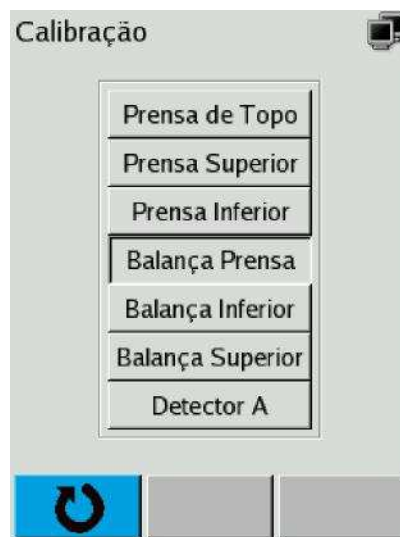 Calibração
Prensa de Topo
Prensa Superior
Prensa Inferior
Balança Prensa
Balança Inferior
Balança Superior
Detector A